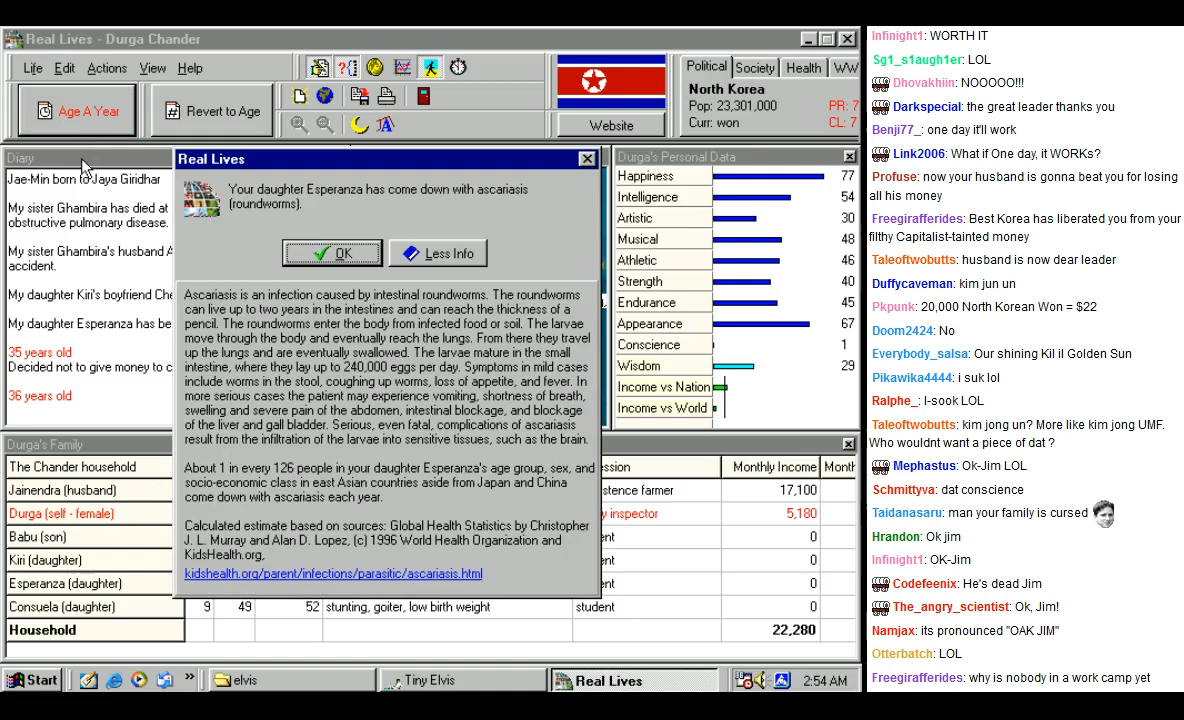 Real Lives - Durga Chander
Life Edit Actions View Help
Age A Year
Revert to Age
Website
Political Society Health WW
North Korea
Pop: 23,301,000 PR: 7
Curr: won CL: 7
Diary
Jae-Min born to Jaya Giridhar
My sister Ghambira has died at
obstructive pulmonary disease.
My sister Ghambira's husband A
accident.
My daughter Kiri's boyfriend Che
My daughter Esperanza has be
35 years old
Decided not to give money to c
36 years old
Real Lives
Your daughter Esperanza has come down with ascariasis
(roundworms).
OK
Less Info
Ascariasis is an infection caused by intestinal roundworms. The roundworms
can live up to two years in the intestines and can reach the thickness of a
pencil. The roundworms enter the body from infected food or soil. The larvae
move through the body and eventually reach the lungs. From there they travel
up the lungs and are eventually swallowed. The larvae mature in the small
intestine, where they lay up to 240,000 eggs per day. Symptoms in mild cases
include worms in the stool, coughing up worms, loss of appetite, and fever. In
more serious cases the patient may experience vomiting, shortness of breath,
swelling and severe pain of the abdomen, intestinal blockage, and blockage
of the liver and gall bladder. Serious, even fatal, complications of ascariasis
result from the infiltration of the larvae into sensitive tissues, such as the brain.
About 1 in every 126 people in your daughter Esperanza's age group, sex, and
socio-economic class in east Asian countries aside from Japan and China
come down with ascariasis each year.
Calculated estimate based on sources: Global Health Statistics by Christopher
J. L. Murray and Alan D. Lopez, (c) 1996 World Health Organization and
KidsHealth.org,
kidshealth.org/parent/infections/parasitic/ascariasis.html
Durga's Personal Data
Happiness 77
Intelligence 54
Artistic 30
Musical 48
Athletic 46
Strength 40
Endurance 45
Appearance 67
Conscience 1
Wisdom 29
Income vs Nation
Income vs World
Durga's Family
The Chander household ssion Monthly Income Month
Jainendra (husband) istence farmer 17,100
Durga (self - female) y inspector 5,180
Babu (son) ent 0
Kiri (daughter) ent 0
Esperanza (daughter) ent 0
Consuela (daughter) 9 49 52 stunting, goiter, low birth weight student 0
Household 22,280
Start elvis Tiny Elvis Real Lives 2:54 AM
Infinight1: WORTH IT
Sg1_s1augh1er: LOL
Dhovakhiin: NOOOOO!!!
Darkspecial: the great leader thanks you
Benji77_: one day it'll work
Link2006: What if One day, it WORKs?
Profuse: now your husband is gonna beat you for losing
all his money
Freegirafferides: Best Korea has liberated you from your
filthy Capitalist-tainted money
Taleoftwobutts: husband is now dear leader
Duffycaveman: kim jun un?
Pkpunk: 20,000 North Korean Won = $22
Doom2424: No
Everybody_salsa: Our shining Kil il Golden Sun
Pikawika4444: i suk lol
Ralphe_: I-sook LOL
Taleoftwobutts: kim jong un? More like kim jong UMF.
Who wouldnt want a piece of dat ?
Mephastus: Ok-Jim LOL
Schmittyva: dat conscience
Taidanasaru: man your family is cursed
Hrandon: Ok jim
Infinight1: OK-Jim
Codefeenix: He's dead Jim
The_angry_scientist: Ok, Jim!
Namjax: its pronounced "OAK JIM"
Otterbatch: LOL
Freegirafferides: why is nobody in a work camp yet